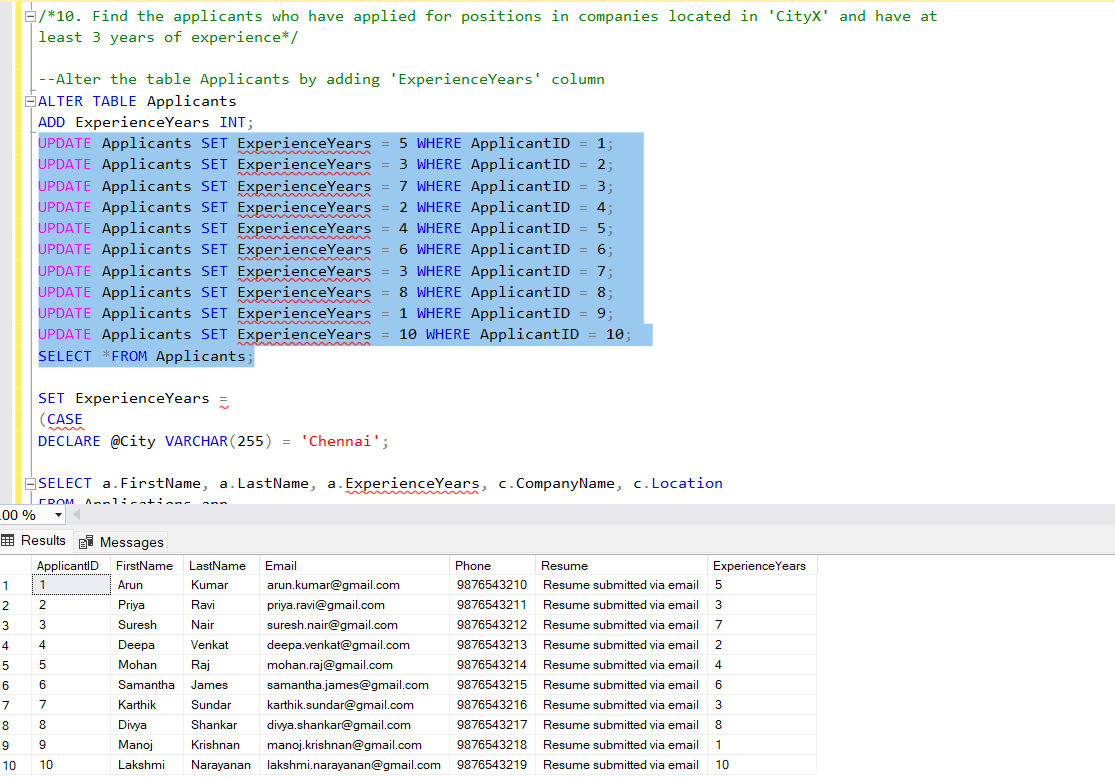 /*10. Find the applicants who have applied for positions in companies located in 'CityX' and have at
least 3 years of experience*/
--Alter the table Applicants by adding 'ExperienceYears' column
ALTER TABLE Applicants
ADD ExperienceYears INT;
UPDATE Applicants SET ExperienceYears = 5 WHERE ApplicantID = 1;
UPDATE Applicants SET ExperienceYears = 3 WHERE ApplicantID = 2;
UPDATE Applicants SET ExperienceYears = 7 WHERE ApplicantID = 3;
UPDATE Applicants SET ExperienceYears = 2 WHERE ApplicantID = 4;
UPDATE Applicants SET ExperienceYears = 4 WHERE ApplicantID = 5;
UPDATE Applicants SET ExperienceYears = 6 WHERE ApplicantID = 6;
UPDATE Applicants SET ExperienceYears = 3 WHERE ApplicantID = 7;
UPDATE Applicants SET ExperienceYears = 8 WHERE ApplicantID = 8;
UPDATE Applicants SET ExperienceYears = 1 WHERE ApplicantID = 9;
UPDATE Applicants SET ExperienceYears = 10 WHERE ApplicantID = 10;
SELECT *FROM Applicants;
SET ExperienceYears =
(CASE
DECLARE @City VARCHAR(255) = 'Chennai';
SELECT a.FirstName, a.LastName, a.ExperienceYears, c.CompanyName, c.Location
FROM Applications app
.00 %
Results Messages
ApplicantID FirstName LastName Email Phone Resume ExperienceYears
1 1 Arun Kumar arun.kumar@gmail.com 9876543210 Resume submitted via email 5
2 2 Priya Ravi priya.ravi@gmail.com 9876543211 Resume submitted via email 3
3 3 Suresh Nair suresh.nair@gmail.com 9876543212 Resume submitted via email 7
4 4 Deepa Venkat deepa.venkat@gmail.com 9876543213 Resume submitted via email 2
5 5 Mohan Raj mohan.raj@gmail.com 9876543214 Resume submitted via email 4
6 6 Samantha James samantha.james@gmail.com 9876543215 Resume submitted via email 6
7 7 Karthik Sundar karthik.sundar@gmail.com 9876543216 Resume submitted via email 3
8 8 Divya Shankar divya.shankar@gmail.com 9876543217 Resume submitted via email 8
9 9 Manoj Krishnan manoj.krishnan@gmail.com 9876543218 Resume submitted via email 1
10 10 Lakshmi Narayanan lakshmi.narayanan@gmail.com 9876543219 Resume submitted via email 10